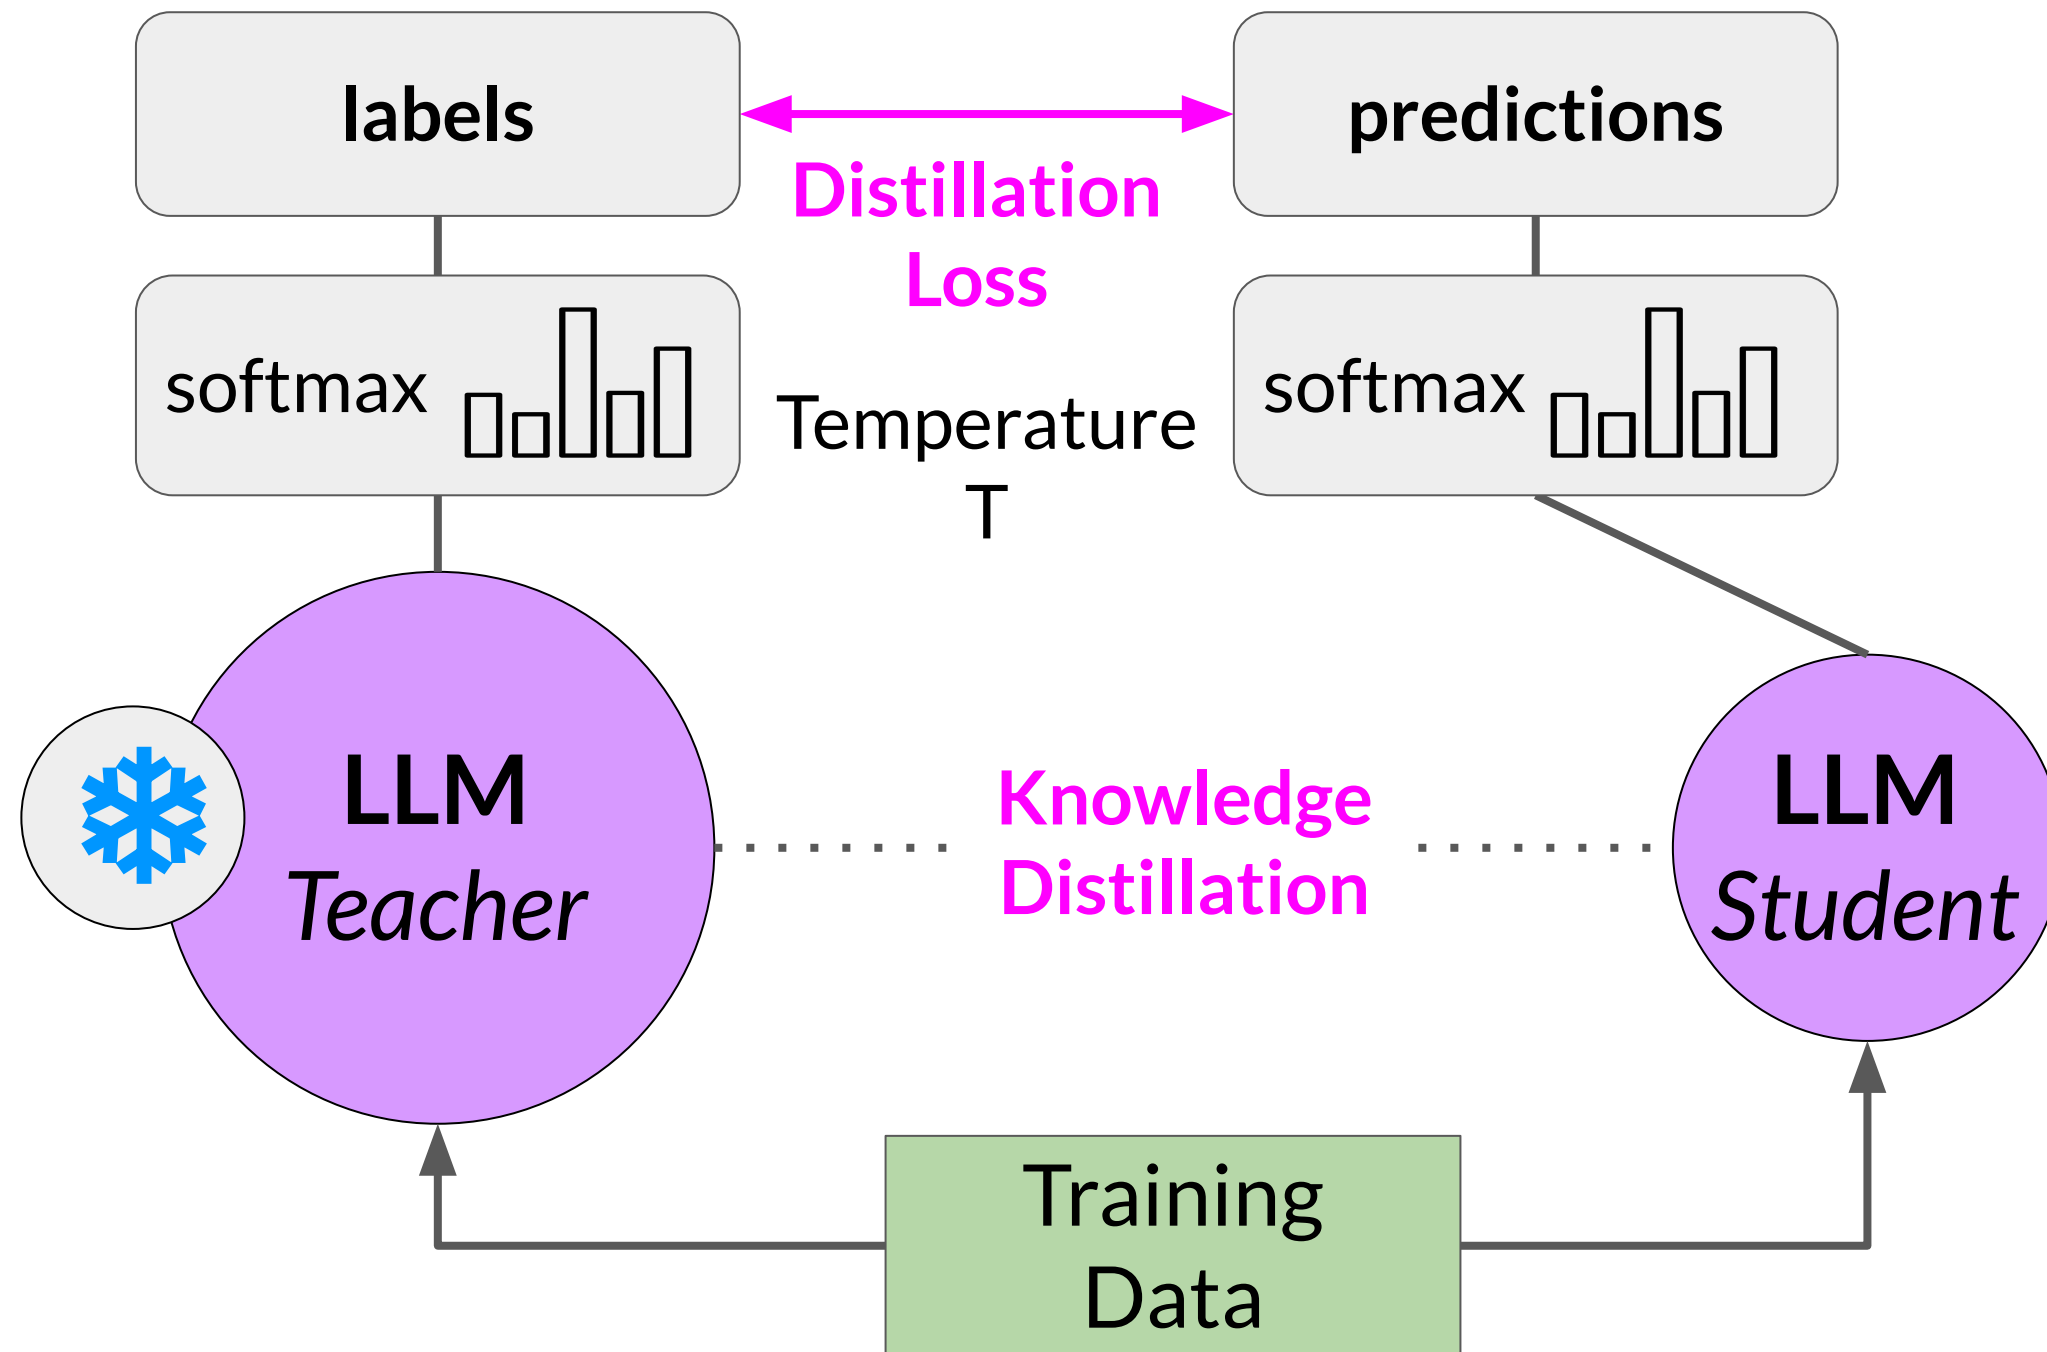 labels
predictions
Distillation
Loss
softmax
softmax
Temperature
T
LLM
Teacher
Knowledge
Distillation
LLM
Student
Training
Data